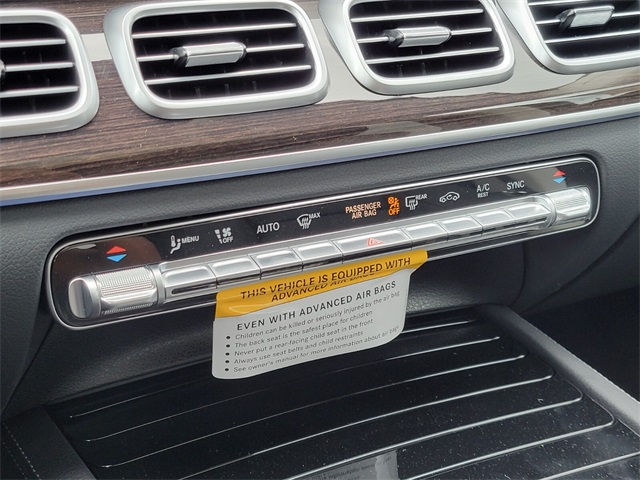 MENU
OFF
AUTO
MAX
PASSENGER
AIR BAG
OFF
REAR
A/C
REST
SYNC
THIS VEHICLE IS EQUIPPED WITH
ADVANCED AIR BAGS
EVEN WITH ADVANCED AIR BAGS
• Children can be killed or seriously injured by the air bag
• The back seat is the safest place for children
• Never put a rear-facing child seat in the front
• Always use seat belts and child restraints
• See owner's manual for more information about air bags